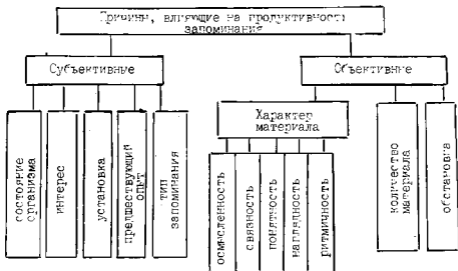 Причины, влияющие на продуктивность
запоминания
Субъективные
Объективные
Характер
материала
состояние
организма
интерес
установка
предшествующий
опыт
тип
запоминания
осмысленность
связность
понятность
наглядность
ритмичность
количество
материала
обстановка